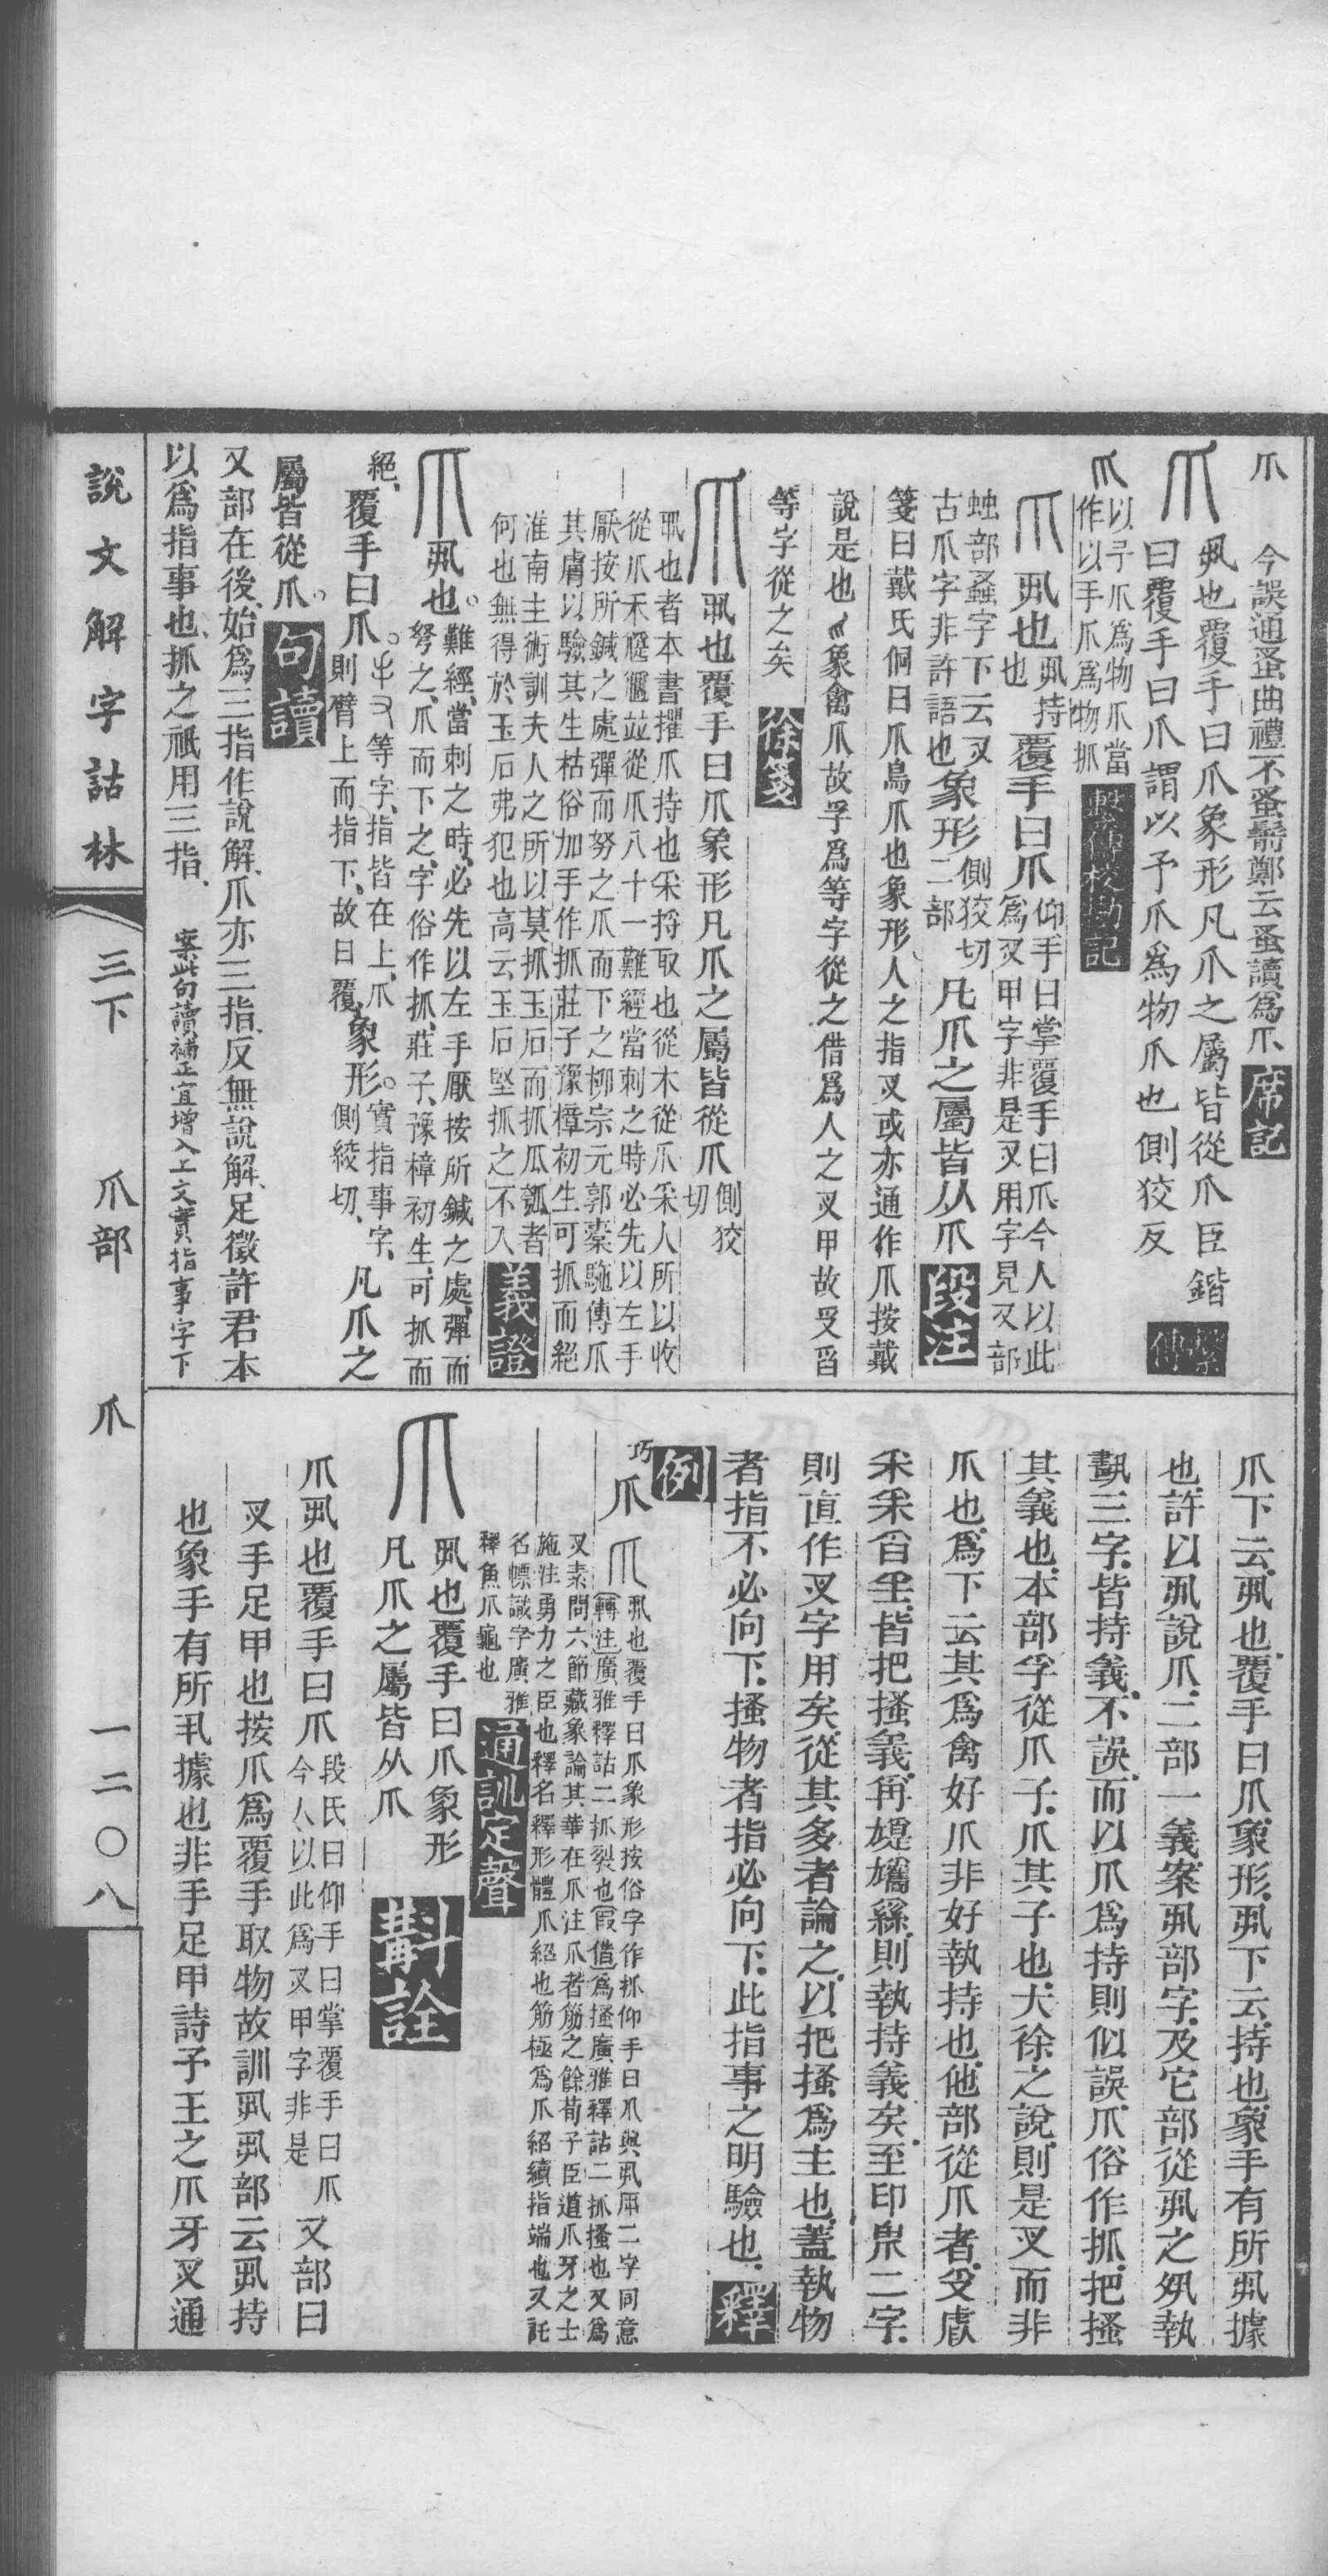 爪　今誤通蚤曲禮不蚤鬋鄭云蚤讀爲爪　席記
爪　丮也覆手曰爪象形凡爪之屬皆從爪臣鍇
曰覆手曰爪謂以予爪爲物爪也側狡反　繫傳
爪　以予爪爲物爪當
作以手爪爲物抓　繫傳校勘記
爪　丮也丮持也覆手曰爪仰手曰掌覆手曰爪今人以此爲叉甲字非是叉用字見又部
䖵部蚤字下云叉古爪字非許語也象形側狡切二部凡爪之屬皆从爪　段注
箋曰戴氏侗曰爪鳥爪也象形人之指叉或亦通作爪按戴
說是也象禽爪故孚爲等字從之借爲人之叉甲故𠬪舀
等字從之矣　徐箋
爪　丮也覆手曰爪象形凡爪之屬皆從爪側狡切
丮也者本書攫爪持也采捋取也從木從爪采人所以收
從爪禾　　竝從爪八十一難經當刺之時必先以左手
厭按所鍼之處彈而努之爪而下之柳宗元郭橐駞傳爪
其膚以驗其生枯俗加手作抓莊子豫樟初生可抓而絕
淮南主術訓夫人之所以莫抓玉石而抓瓜瓠者
何也無得於玉石弗犯也高云玉石堅抓之不入　義證
爪　丮也。難經、當刺之時、必先以左手厭按所鍼之處、彈而
努之、爪而下之、字俗作抓、莊子、豫樟初生、可抓而
絕、覆手曰爪。等字、指皆在上、爪
則臂上而指下、故曰覆、象形。實指事字、側絞切、凡爪之
屬皆從爪。　句讀
又部在後、始爲三指作說解、爪亦三指、反無說解、足徵許君本
以爲指事也、抓之祇用三指、　案此句讀補正宜增入上文實指事字下
爪下云、丮也、覆手曰爪、象形、丮下云、持也、象手有所丮據
也、許以丮說爪、二部一義、案丮部字、及它部從丮之　執
　三字、皆持義、不誤、而以爪爲持則似誤、爪俗作抓、把搔
其義也、本部孚從爪子、爪其子也、大徐之說、則是叉而非
爪也、爲下云其爲禽好爪非好執持也、他部從爪者、𠬪虐
釆采舀𡈼、皆把搔義、爯　　繇、則執持義矣、至印　二字、
則直作叉字用矣、從其多者論之、以把搔爲主也、蓋執物
者指不必向下、搔物者指必向下、此指事之明驗也、　釋例
爪巧　爪　丮也覆手曰爪象形按俗字作抓仰手曰爪與丮兩二字同意
轉注廣雅釋詁二抓裂也叚借爲搔廣雅釋詁二抓搔也又爲
叉素問六節藏象論其華在爪注爪者筋之餘荀子臣道爪牙之士
施注勇力之臣也釋名釋形體爪紹也筋極爲爪紹續指端也又託
名幖識字廣雅
釋魚爪龜也　通訓定聲
爪　丮也覆手曰爪象形
凡爪之屬皆从爪　斠詮
爪丮也覆手曰爪段氏曰仰手曰掌覆手曰爪今人以此爲叉甲字非是　又部曰
叉手足甲也按爪爲覆手取物故訓丮丮部云丮持
也象手有所丮據也非手足甲詩予王之爪牙叉通
說文解字詁林　三下　爪部　爪　一二〇八